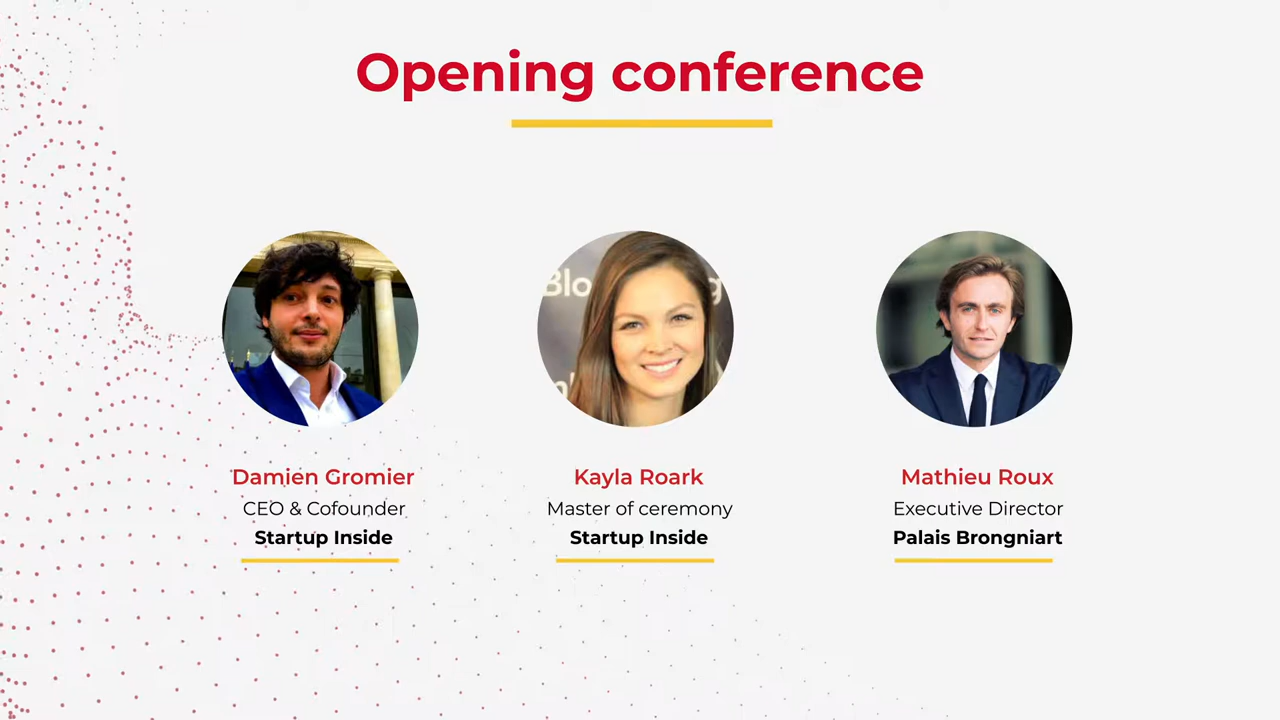 Opening conference
Damien Gromier
CEO & Cofounder
Startup Inside
Kayla Roark
Master of ceremony
Startup Inside
Mathieu Roux
Executive Director
Palais Brongniart